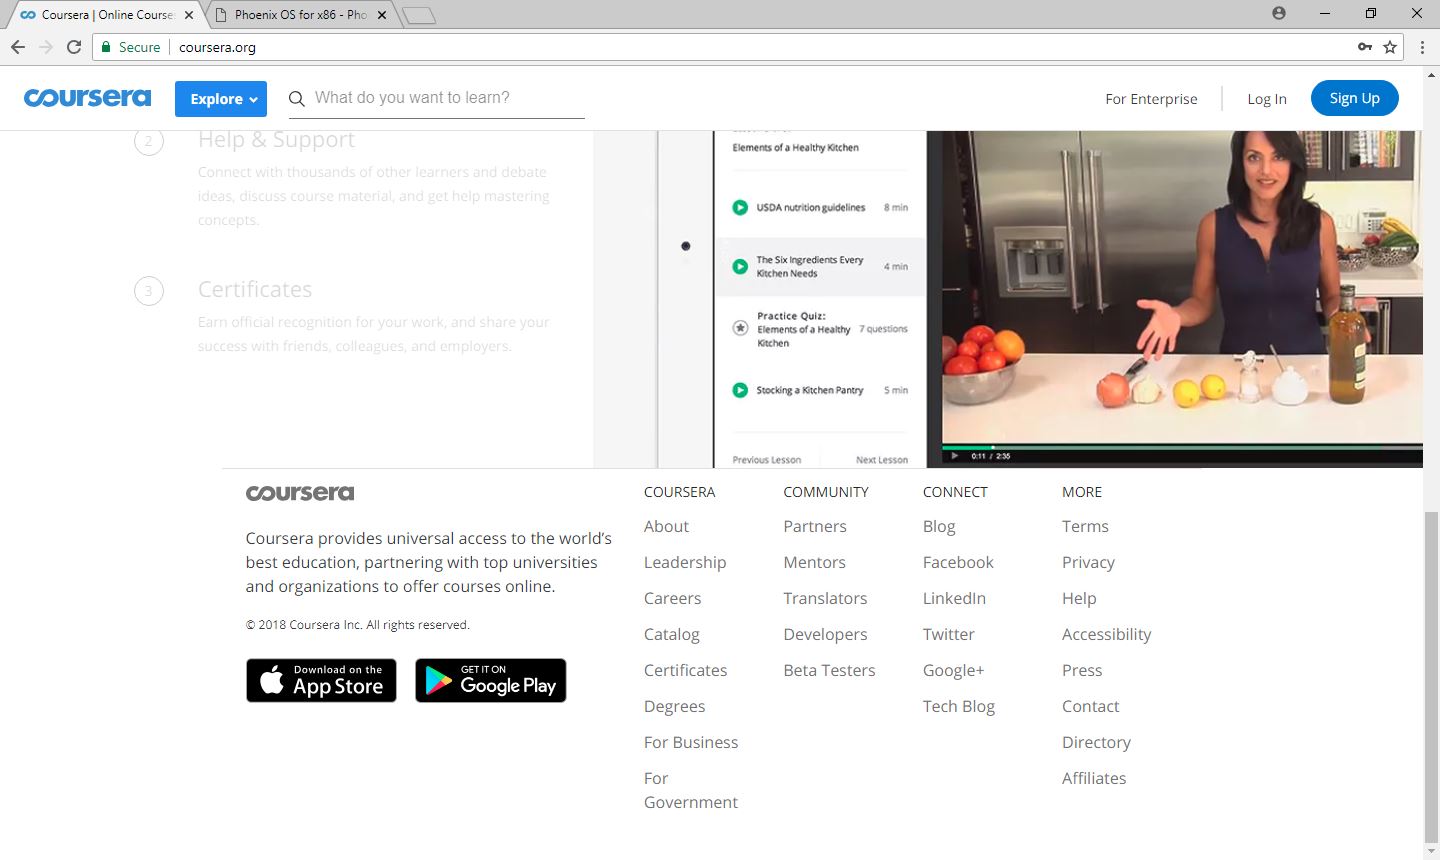 Coursera | Online Course
Phoenix OS for x86 - Pho
Secure
coursera.org
coursera
Explore
What do you want to learn?
For Enterprise
Log In
Sign Up
2
Help & Support
Connect with thousands of other learners and debate
ideas, discuss course material, and get help mastering
concepts.
3
Certificates
Earn official recognition for your work, and share your
success with friends, colleagues, and employers.
Elements of a Healthy Kitchen
USDA nutrition guidelines 8 min
The Six Ingredients Every
Kitchen Needs
4 min
Practice Quiz:
Elements of a Healthy
Kitchen
7 questions
Stocking a Kitchen Pantry 5 min
Previous Lesson
Next Lesson
0:11 / 2:35
coursera
Coursera provides universal access to the world's
best education, partnering with top universities
and organizations to offer courses online.
© 2018 Coursera Inc. All rights reserved.
Download on the
App Store
GET IT ON
Google Play
COURSERA
About
Leadership
Careers
Catalog
Certificates
Degrees
For Business
For
Government
COMMUNITY
Partners
Mentors
Translators
Developers
Beta Testers
CONNECT
Blog
Facebook
LinkedIn
Twitter
Google+
Tech Blog
MORE
Terms
Privacy
Help
Accessibility
Press
Contact
Directory
Affiliates